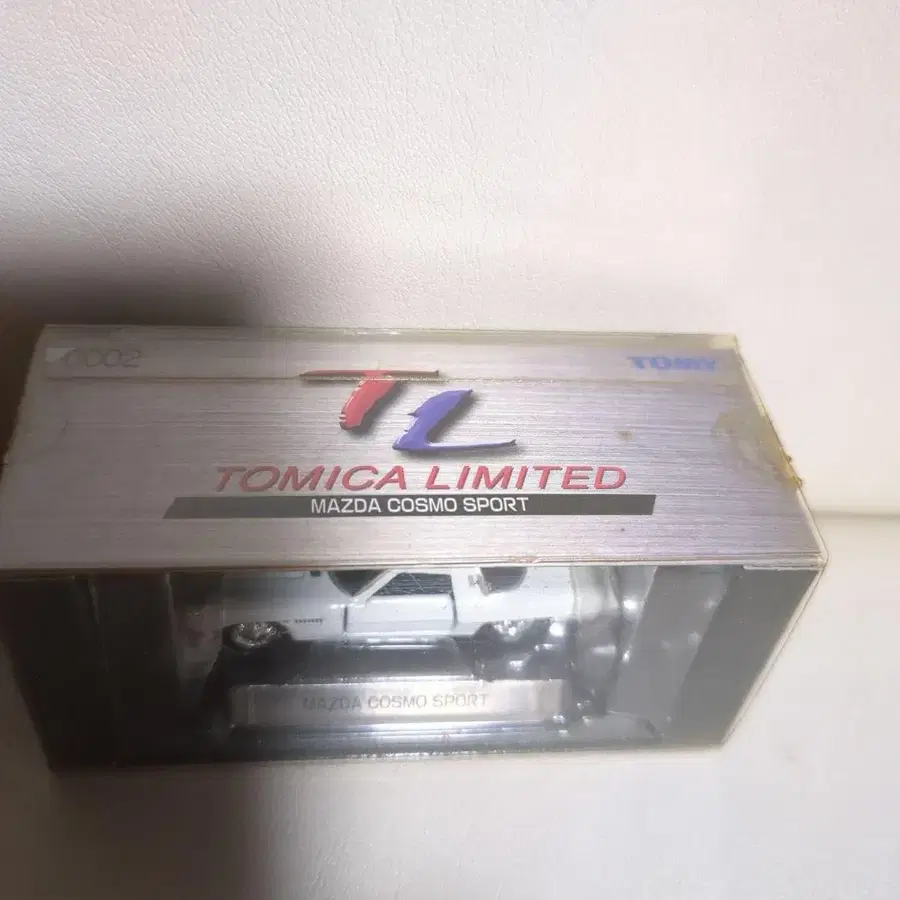 0002
TOMY
TL
TOMICA LIMITED
MAZDA COSMO SPORT
MAZDA COSMO SPORT